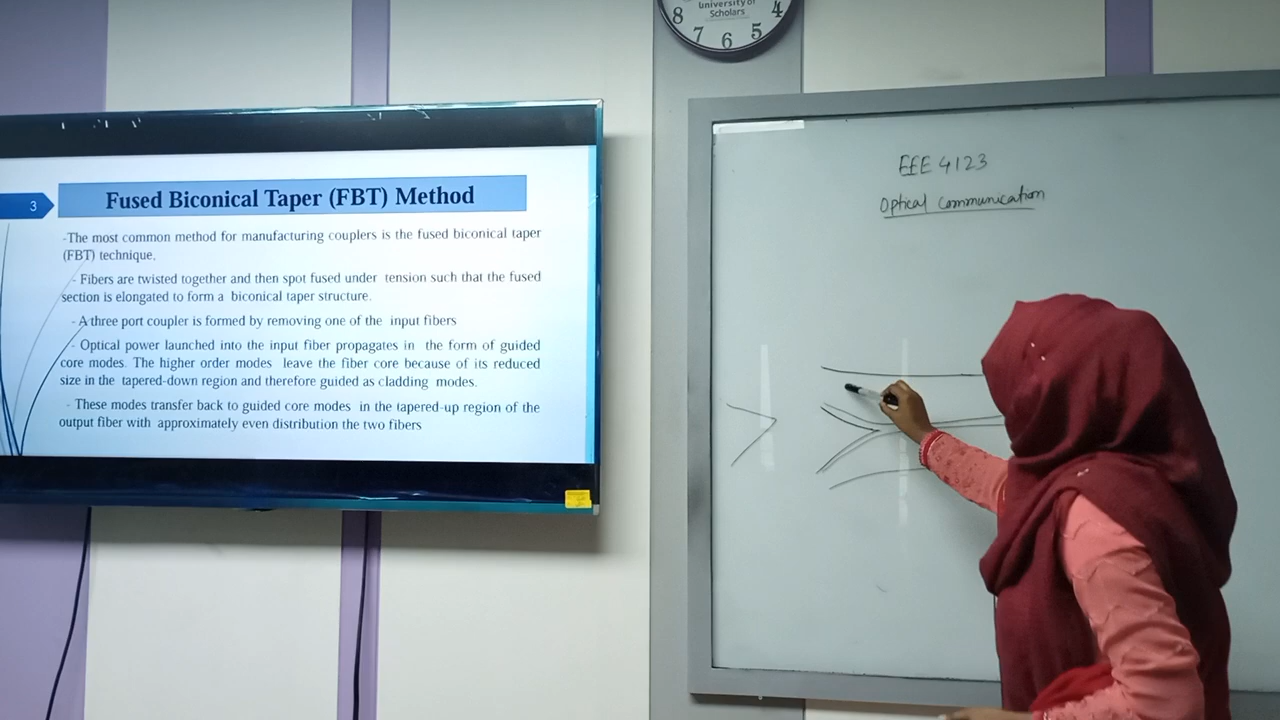 University of
Scholars
8
7
6
5
4
3
Fused Biconical Taper (FBT) Method
-The most common method for manufacturing couplers is the fused biconical taper
(FBT) technique.
- Fibers are twisted together and then spot fused under tension such that the fused
section is elongated to form a biconical taper structure.
- A three port coupler is formed by removing one of the input fibers
- Optical power launched into the input fiber propagates in the form of guided
core modes. The higher order modes leave the fiber core because of its reduced
size in the tapered-down region and therefore guided as cladding modes.
- These modes transfer back to guided core modes in the tapered-up region of the
output fiber with approximately even distribution the two fibers
EEE 4123
Optical Communication